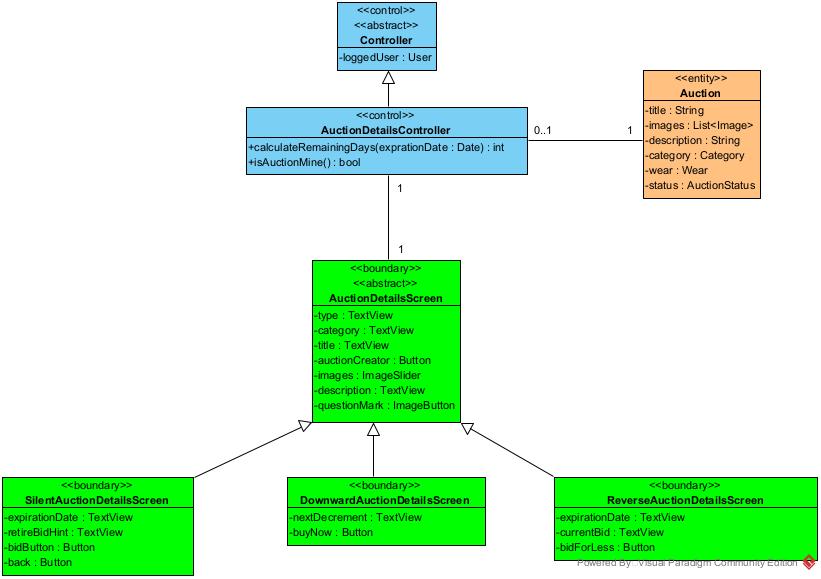 <<control>>
<<abstract>>
Controller
-loggedUser : User
<<entity>>
Auction
-title : String
-images : List<Image>
-description : String
-category : Category
-wear : Wear
-status : AuctionStatus
<<control>>
AuctionDetailsController
+calculateRemainingDays(exprationDate : Date) : int
+isAuctionMine() : bool
0..1
1
1
1
<<boundary>>
<<abstract>>
AuctionDetailsScreen
-type : TextView
-category : TextView
-title : TextView
-auctionCreator : Button
-images : ImageSlider
-description : TextView
-questionMark : ImageButton
<<boundary>>
SilentAuctionDetailsScreen
-expirationDate : TextView
-retireBidHint : TextView
-bidButton : Button
-back : Button
<<boundary>>
DownwardAuctionDetailsScreen
-nextDecrement : TextView
-buyNow : Button
<<boundary>>
ReverseAuctionDetailsScreen
-expirationDate : TextView
-currentBid : TextView
-bidForLess : Button
Powered By Visual Paradigm Community Edition